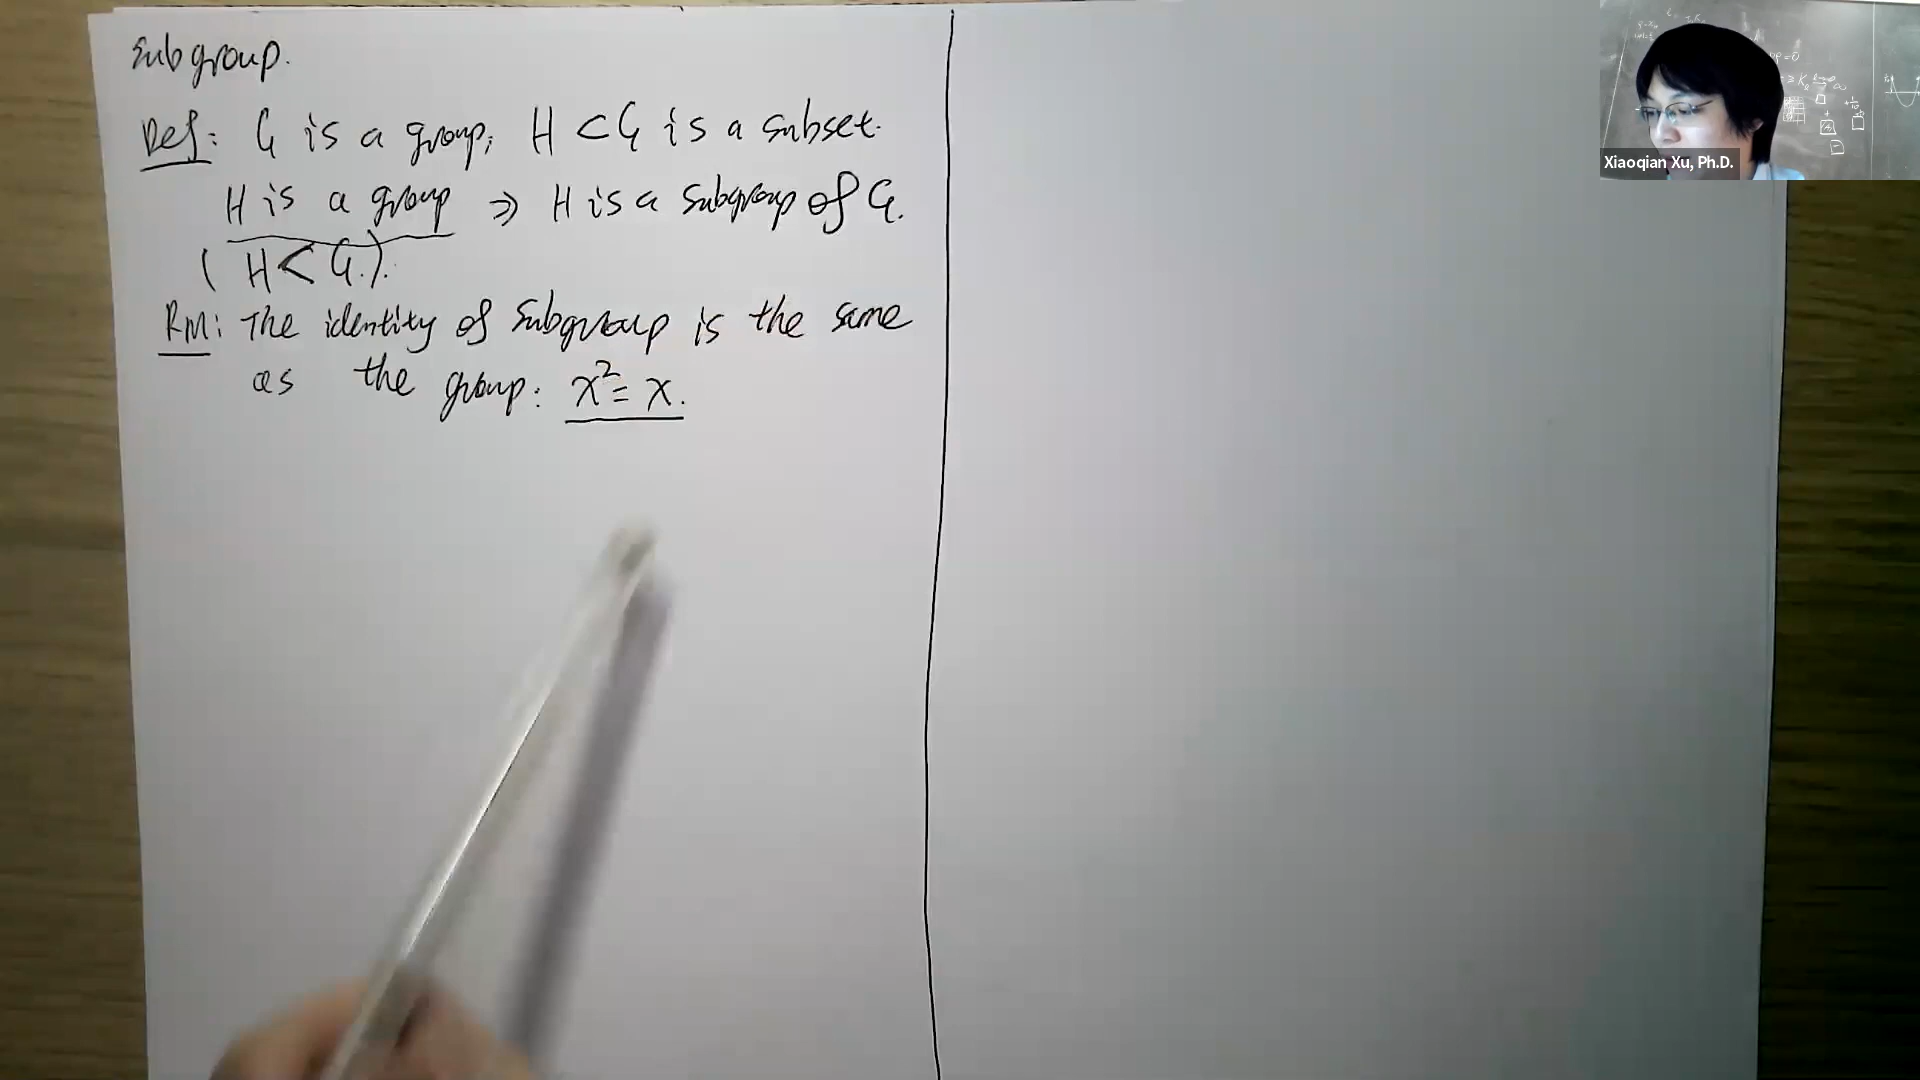 Subgroup.
Def: G is a group; H ⊂ G is a subset.
H is a group ⇒ H is a subgroup of G.
( H < G.).
RM: The identity of subgroup is the same
as the group: x² = x.
Xiaoqian Xu, Ph.D.